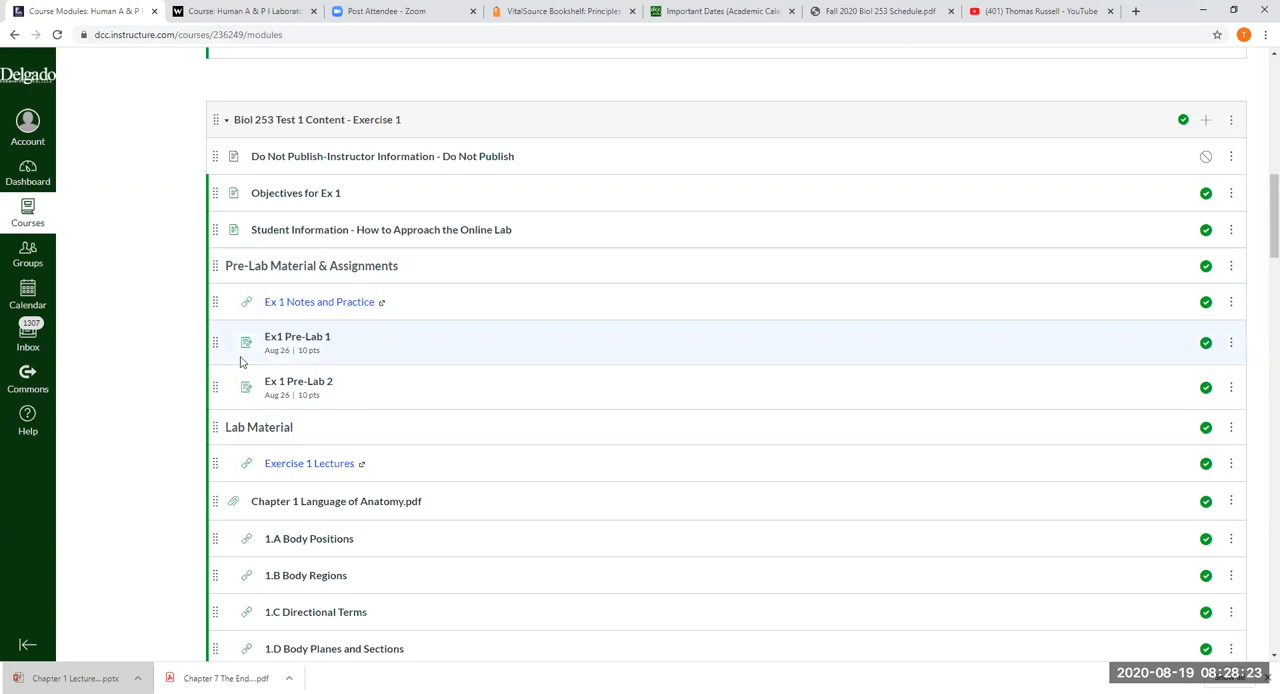 Course Modules: Human A & P I
Course: Human A & P I Laborato
Post Attendee - Zoom
VitalSource Bookshelf: Principles
Important Dates (Academic Cale
Fall 2020 Biol 253 Schedule.pdf
(401) Thomas Russell - YouTube
dcc.instructure.com/courses/236249/modules
T
Delgado
Account
Dashboard
Courses
Groups
Calendar
1307
Inbox
Commons
Help
Biol 253 Test 1 Content - Exercise 1
Do Not Publish-Instructor Information - Do Not Publish
Objectives for Ex 1
Student Information - How to Approach the Online Lab
Pre-Lab Material & Assignments
Ex 1 Notes and Practice
Ex1 Pre-Lab 1
Aug 26 | 10 pts
Ex 1 Pre-Lab 2
Aug 26 | 10 pts
Lab Material
Exercise 1 Lectures
Chapter 1 Language of Anatomy.pdf
1.A Body Positions
1.B Body Regions
1.C Directional Terms
1.D Body Planes and Sections
Chapter 1 Lecture....pptx
Chapter 7 The End....pdf
2020-08-19 08:28:23